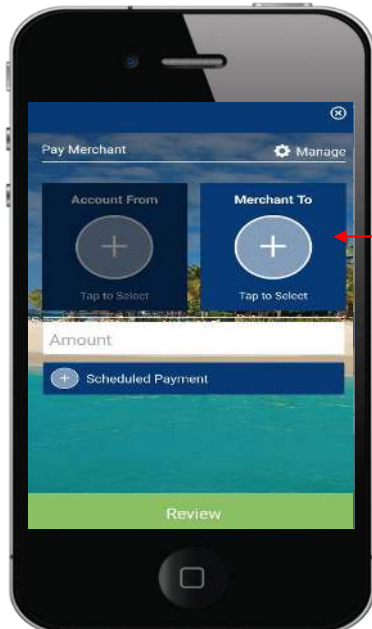 Pay Merchant
Manage
Account From
Merchant To
Tap to Select
Tap to Select
Amount
Scheduled Payment
Review